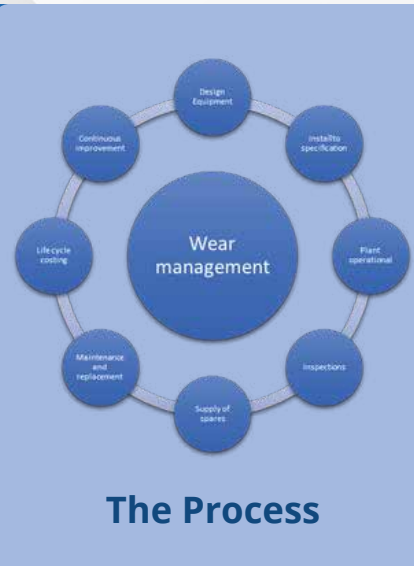 Design
Equipment
Install to
specification
Plant
operational
Inspections
Supply of
spares
Maintenance
and
replacement
Life cycle
costing
Continuous
improvement
Wear
management
The Process